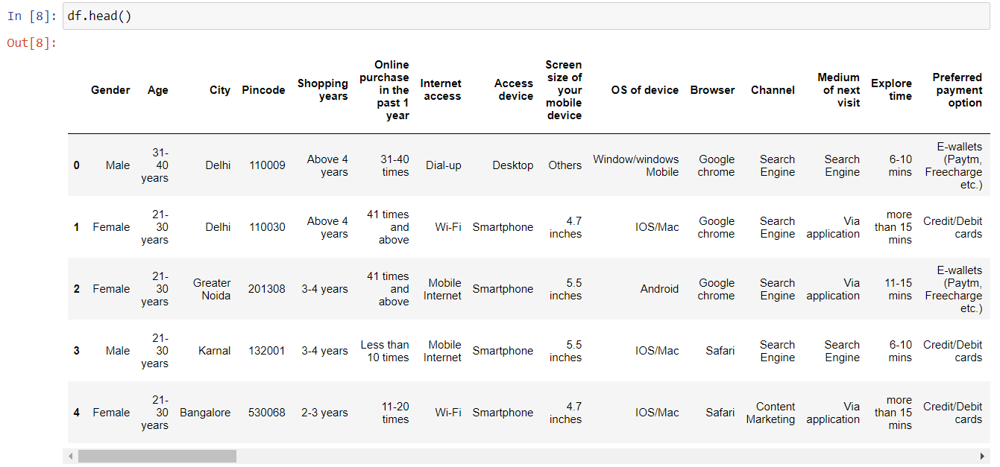 In [8]: df.head()
Out[8]:
Gender Age City Pincode Shopping years Online purchase in the past 1 year Internet access Access device Screen size of your mobile device OS of device Browser Channel Medium of next visit Explore time Preferred payment option
0 Male 31-40 years Delhi 110009 Above 4 years 31-40 times Dial-up Desktop Others Window/windows Mobile Google chrome Search Engine Search Engine 6-10 mins E-wallets (Paytm, Freecharge etc.)
1 Female 21-30 years Delhi 110030 Above 4 years 41 times and above Wi-Fi Smartphone 4.7 inches IOS/Mac Google chrome Search Engine Via application more than 15 mins Credit/Debit cards
2 Female 21-30 years Greater Noida 201308 3-4 years 41 times and above Mobile Internet Smartphone 5.5 inches Android Google chrome Search Engine Via application 11-15 mins E-wallets (Paytm, Freecharge etc.)
3 Male 21-30 years Karnal 132001 3-4 years Less than 10 times Mobile Internet Smartphone 5.5 inches IOS/Mac Safari Search Engine Search Engine 6-10 mins Credit/Debit cards
4 Female 21-30 years Bangalore 530068 2-3 years 11-20 times Wi-Fi Smartphone 4.7 inches IOS/Mac Safari Content Marketing Via application more than 15 mins Credit/Debit cards